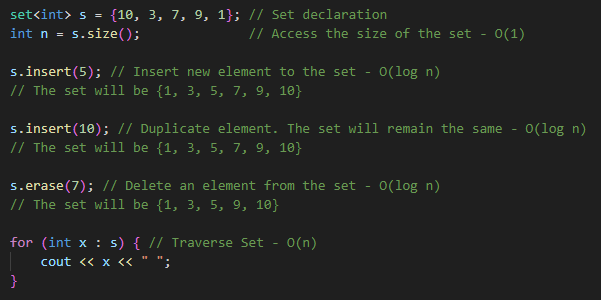 set<int> s = {10, 3, 7, 9, 1}; // Set declaration
int n = s.size();              // Access the size of the set - O(1)
s.insert(5); // Insert new element to the set - O(log n)
// The set will be {1, 3, 5, 7, 9, 10}
s.insert(10); // Duplicate element. The set will remain the same - O(log n)
// The set will be {1, 3, 5, 7, 9, 10}
s.erase(7); // Delete an element from the set - O(log n)
// The set will be {1, 3, 5, 9, 10}
for (int x : s) { // Traverse Set - O(n)
    cout << x << " ";
}